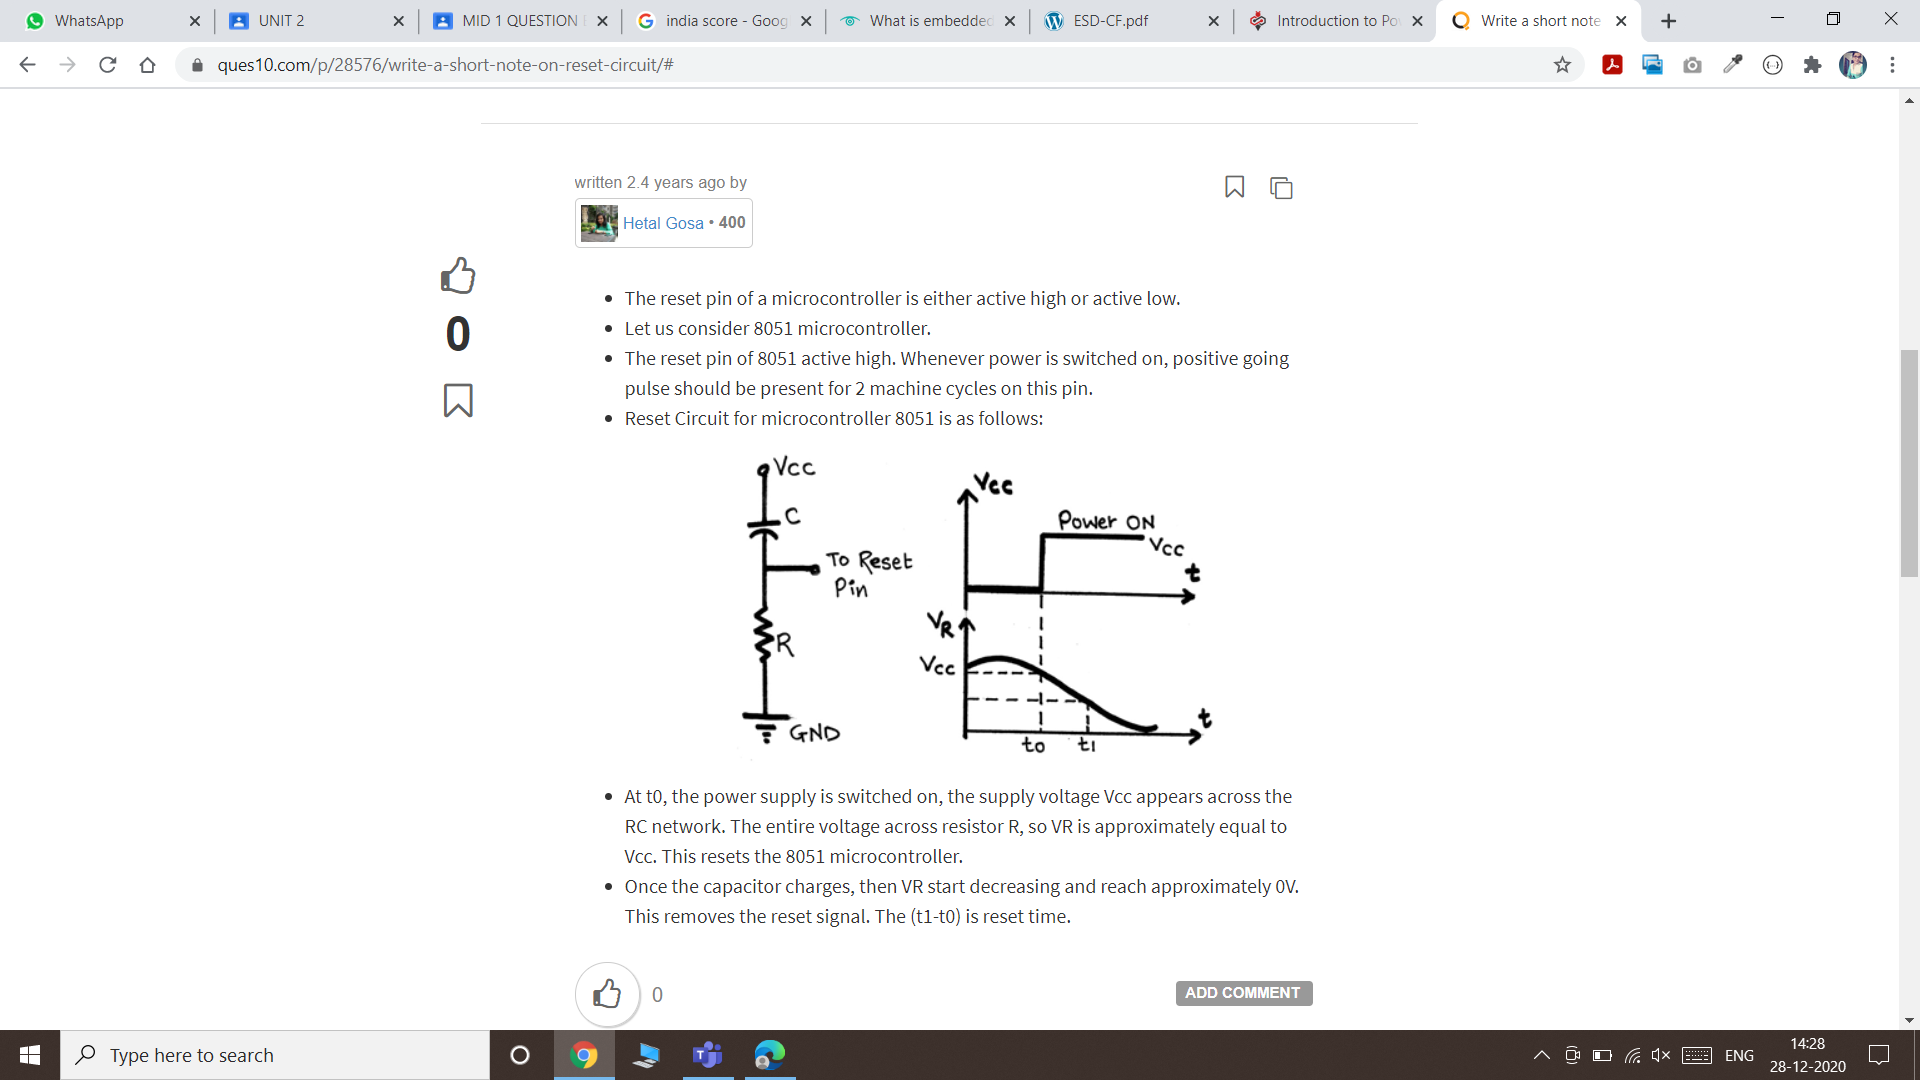 WhatsApp
UNIT 2
MID 1 QUESTION
india score - Goog
What is embedded
ESD-CF.pdf
Introduction to Po
Write a short note
ques10.com/p/28576/write-a-short-note-on-reset-circuit/#
written 2.4 years ago by
Hetal Gosa • 400
0
• The reset pin of a microcontroller is either active high or active low.
• Let us consider 8051 microcontroller.
• The reset pin of 8051 active high. Whenever power is switched on, positive going
pulse should be present for 2 machine cycles on this pin.
• Reset Circuit for microcontroller 8051 is as follows:
Vcc
C
To Reset
Pin
R
GND
Vcc
Power ON
Vcc
t
VR
Vcc
t
to
t1
• At t0, the power supply is switched on, the supply voltage Vcc appears across the
RC network. The entire voltage across resistor R, so VR is approximately equal to
Vcc. This resets the 8051 microcontroller.
• Once the capacitor charges, then VR start decreasing and reach approximately 0V.
This removes the reset signal. The (t1-t0) is reset time.
0
ADD COMMENT
Type here to search
ENG
14:28
28-12-2020